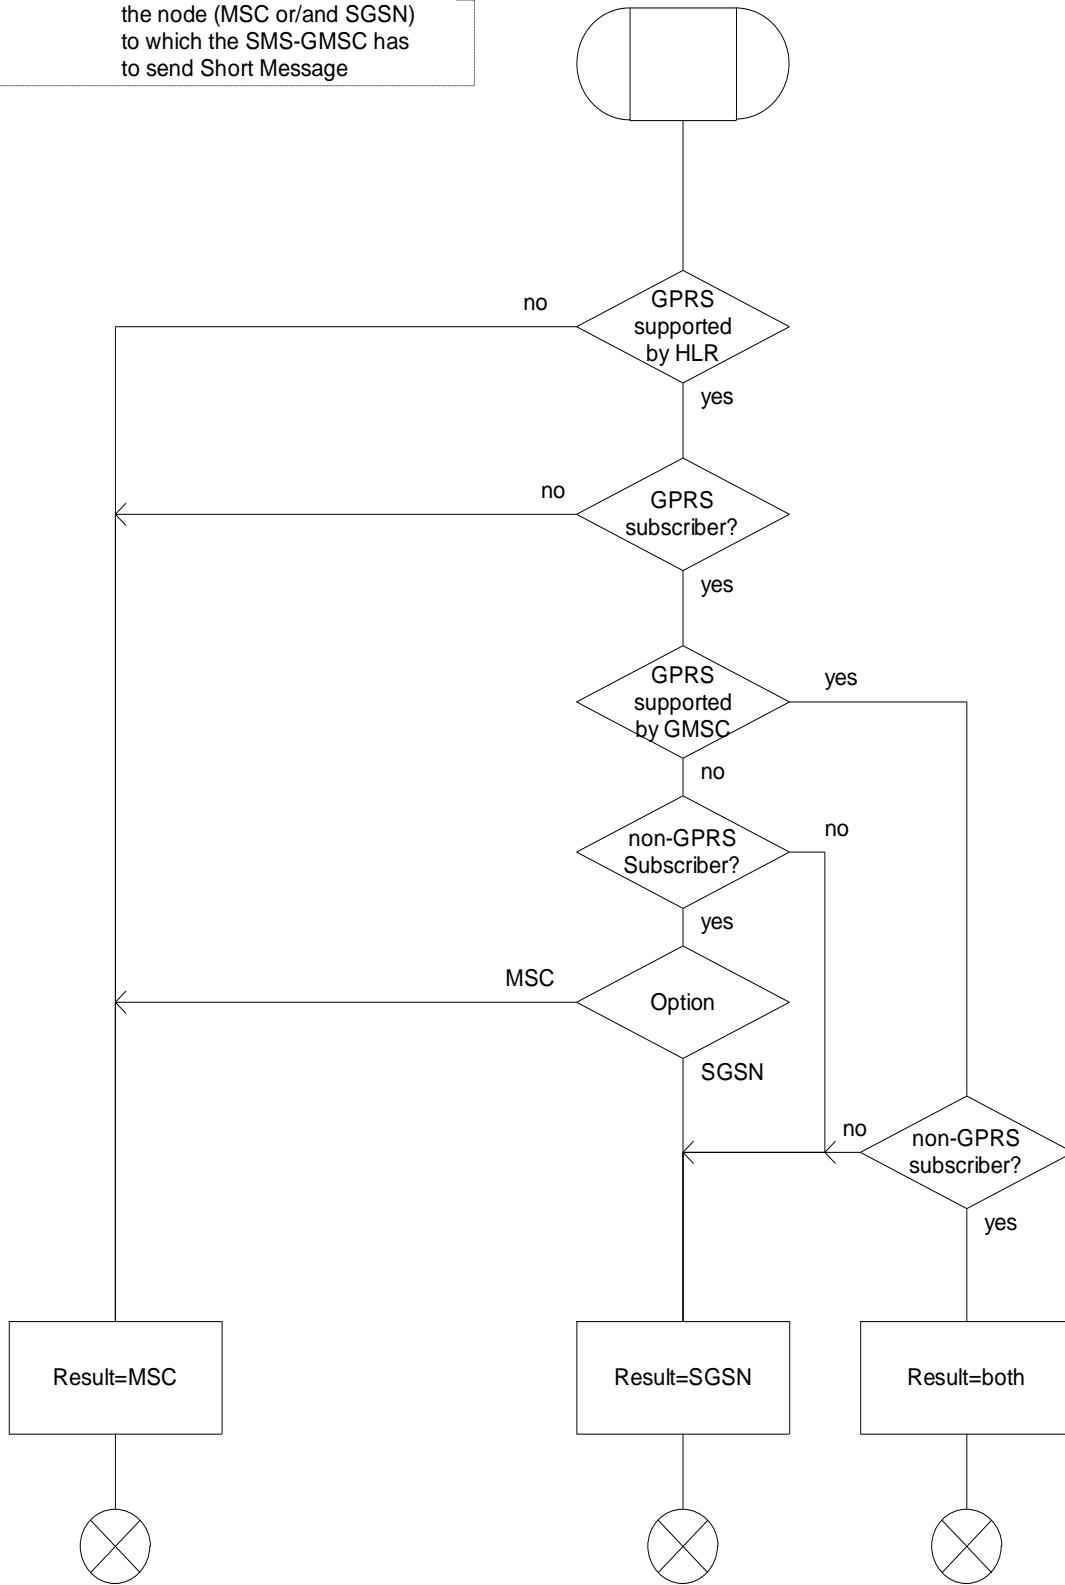 the node (MSC or/and SGSN)
to which the SMS-GMSC has
to send Short Message
no
GPRS
supported
by HLR
yes
no
GPRS
subscriber?
yes
GPRS
supported
by GMSC
yes
no
non-GPRS
Subscriber?
no
yes
MSC
Option
SGSN
no
non-GPRS
subscriber?
yes
Result=MSC
Result=SGSN
Result=both